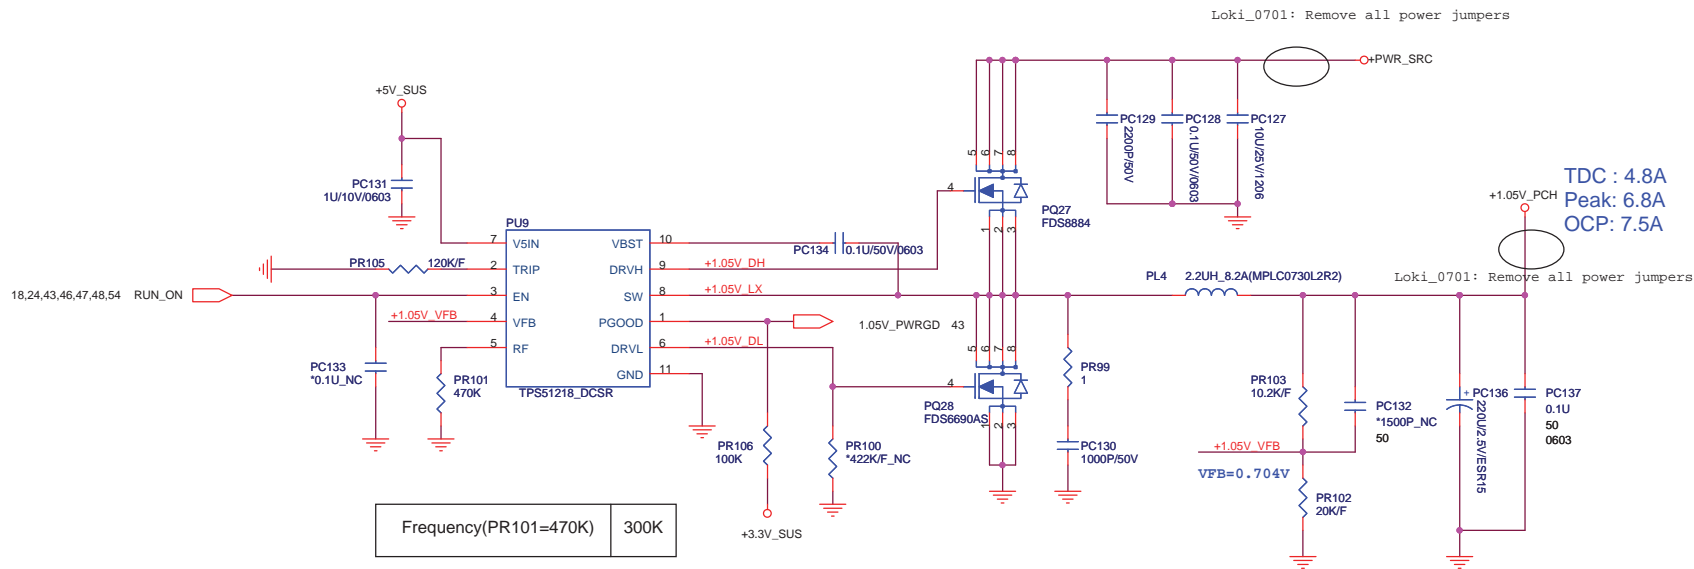 Loki_0701: Remove all power jumpers
+PWR_SRC
+5V_SUS
PC129
2200P/50V
PC128
0.1U/50V/0603
PC127
10U/25V/1206
5
6
7
8
4
PQ27
FDS8884
1
2
3
TDC : 4.8A
Peak: 6.8A
OCP: 7.5A
+1.05V_PCH
Loki_0701: Remove all power jumpers
PC131
1U/10V/0603
PU9
7
V5IN
VBST
10
PC134
0.1U/50V/0603
PR105
120K/F
2
TRIP
DRVH
9
+1.05V_DH
18,24,43,46,47,48,54
RUN_ON
3
EN
SW
8
+1.05V_LX
PL4
2.2UH_8.2A(MPLC0730L2R2)
+1.05V_VFB
4
VFB
PGOOD
1
1.05V_PWRGD
43
5
RF
DRVL
6
+1.05V_DL
GND
11
TPS51218_DCSR
PC133
*0.1U_NC
PR101
470K
5
6
7
8
4
PQ28
FDS6690AS
1
2
3
PR99
1
PC130
1000P/50V
PR103
10.2K/F
PC132
*1500P_NC
50
+
PC136
220U/2.5V/ESR15
PC137
0.1U
50
0603
PR106
100K
PR100
*422K/F_NC
+1.05V_VFB
VFB=0.704V
PR102
20K/F
+3.3V_SUS
Frequency(PR101=470K)
300K